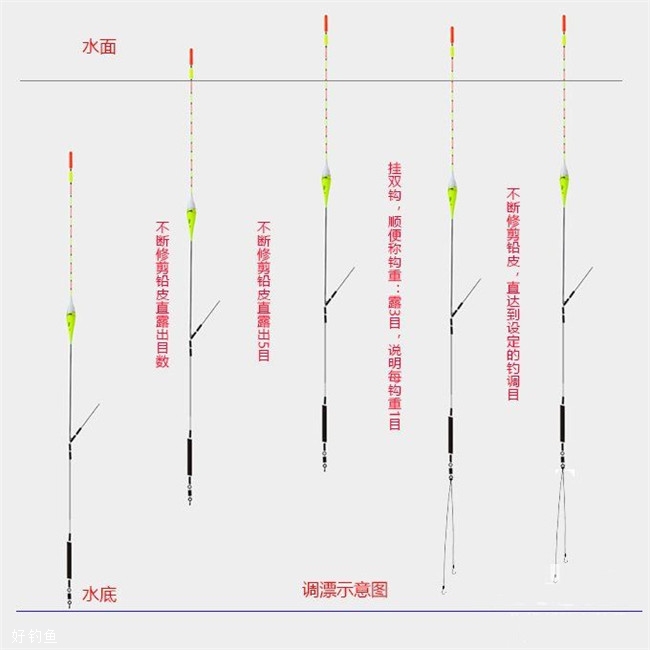 水面
不断修剪铅皮直露出目数
不断修剪铅皮直露出5目
挂双钩，顺便称钩重：露3目，说明每钩重1目
不断修剪铅皮，直达到设定的钓调目
水底
调漂示意图
好钓鱼